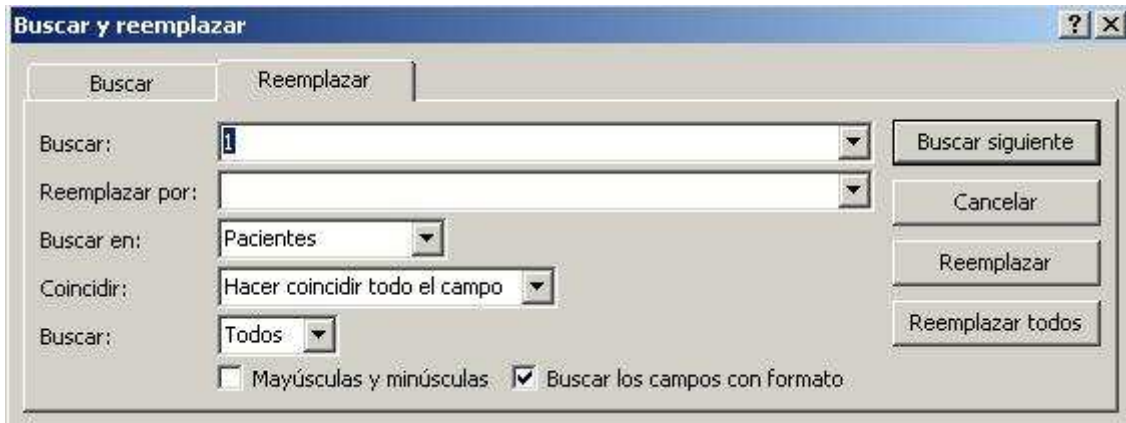 Buscar y reemplazar
Buscar Reemplazar
Buscar: 1 Buscar siguiente
Reemplazar por: Cancelar
Buscar en: Pacientes
Reemplazar
Coincidir: Hacer coincidir todo el campo
Buscar: Todos Reemplazar todos
Mayúsculas y minúsculas Buscar los campos con formato